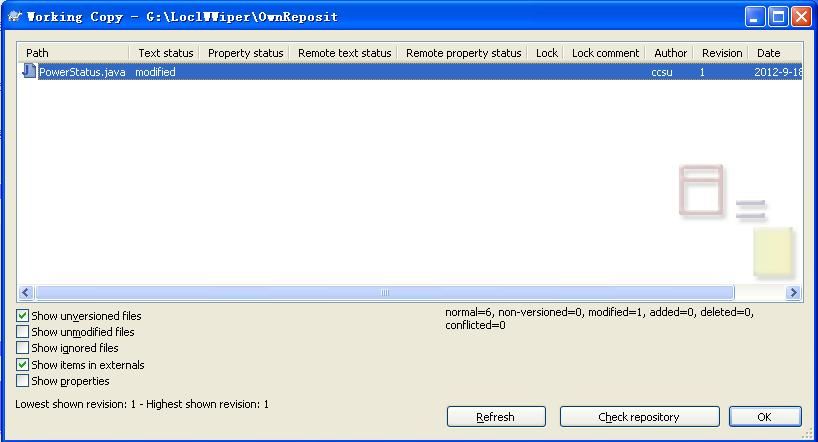 Working Copy - G:\LoclWWiper\OwnReposit
Path Text status Property status Remote text status Remote property status Lock Lock comment Author Revision Date
PowerStatus.java modified ccsu 1 2012-9-18
Show unversioned files
Show unmodified files
Show ignored files
Show items in externals
Show properties
normal=6, non-versioned=0, modified=1, added=0, deleted=0,
conflicted=0
Lowest shown revision: 1 - Highest shown revision: 1
Refresh Check repository OK